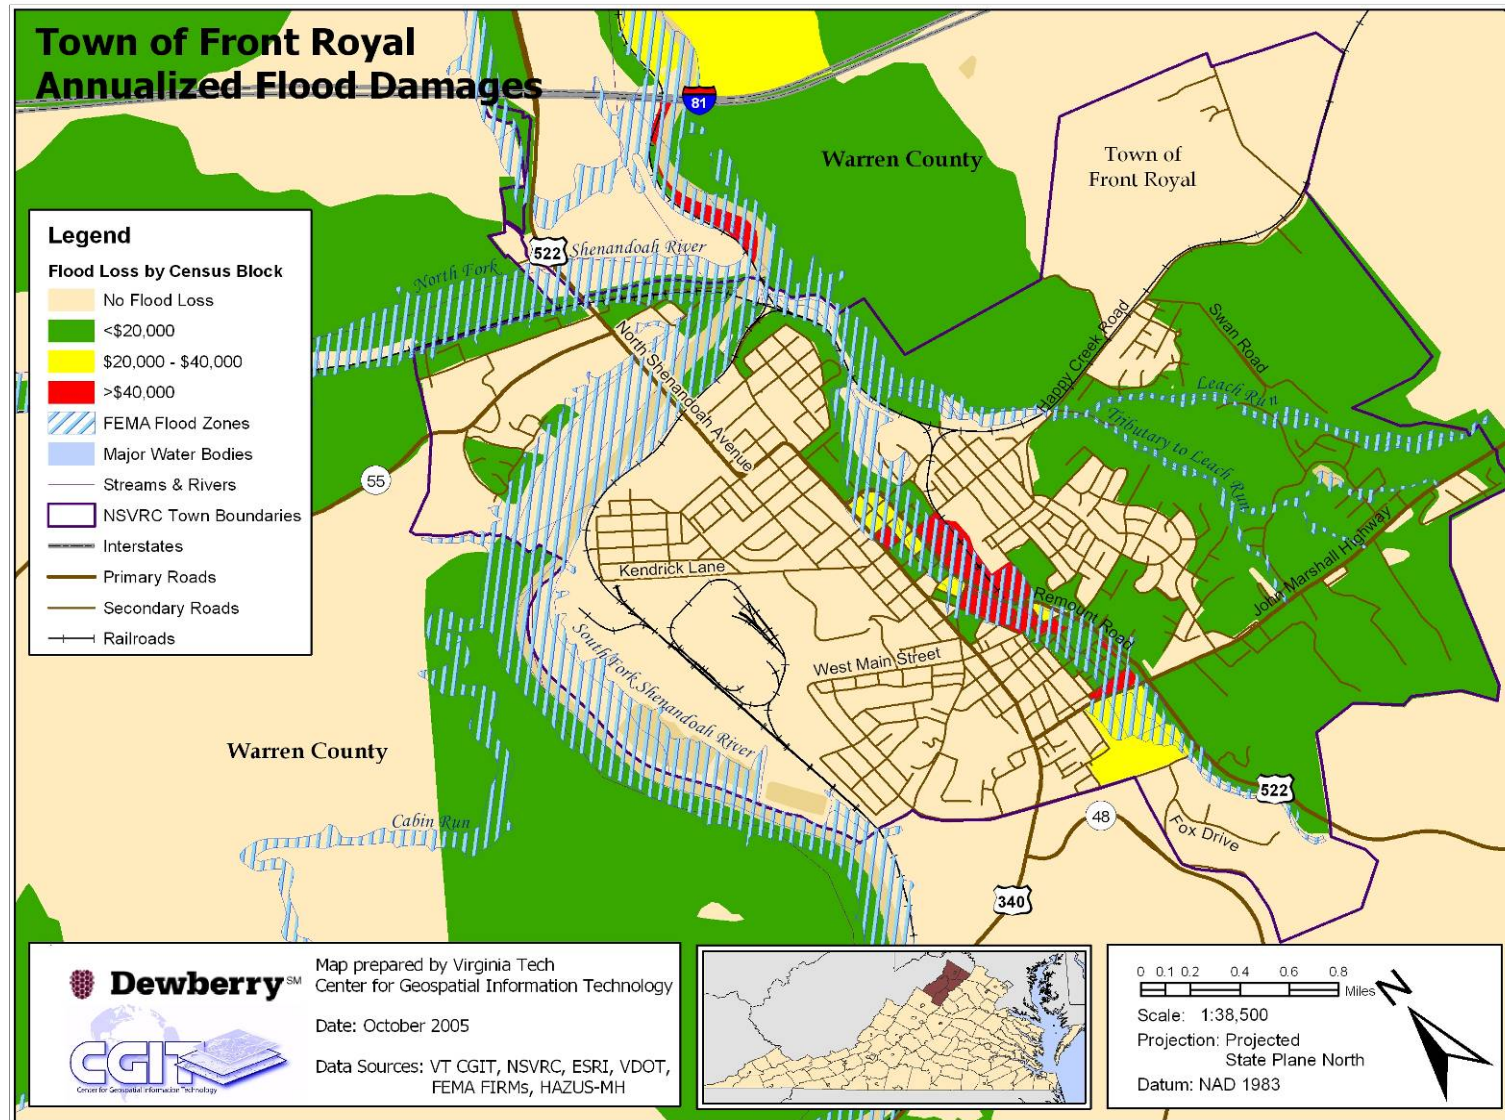 Town of Front Royal
Annualized Flood Damages
81
Warren County
Town of
Front Royal
Legend
Flood Loss by Census Block
No Flood Loss
<$20,000
$20,000 - $40,000
>$40,000
FEMA Flood Zones
Major Water Bodies
Streams & Rivers
NSVRC Town Boundaries
Interstates
Primary Roads
Secondary Roads
Railroads
522
North Fork Shenandoah River
North Shenandoah Avenue
Happy Creek Road
Swan Road
Leach Run
Tributary to Leach Run
55
Kendrick Lane
John Marshall Highway
Remount Road
West Main Street
South Fork Shenandoah River
Warren County
Cabin Run
522
48
Fox Drive
340
Dewberry SM
CGIT
Center for Geospatial Information Technology
Map prepared by Virginia Tech
Center for Geospatial Information Technology
Date: October 2005
Data Sources: VT CGIT, NSVRC, ESRI, VDOT,
FEMA FIRMs, HAZUS-MH
0 0.1 0.2 0.4 0.6 0.8
Miles
Scale: 1:38,500
Projection: Projected
State Plane North
Datum: NAD 1983
N